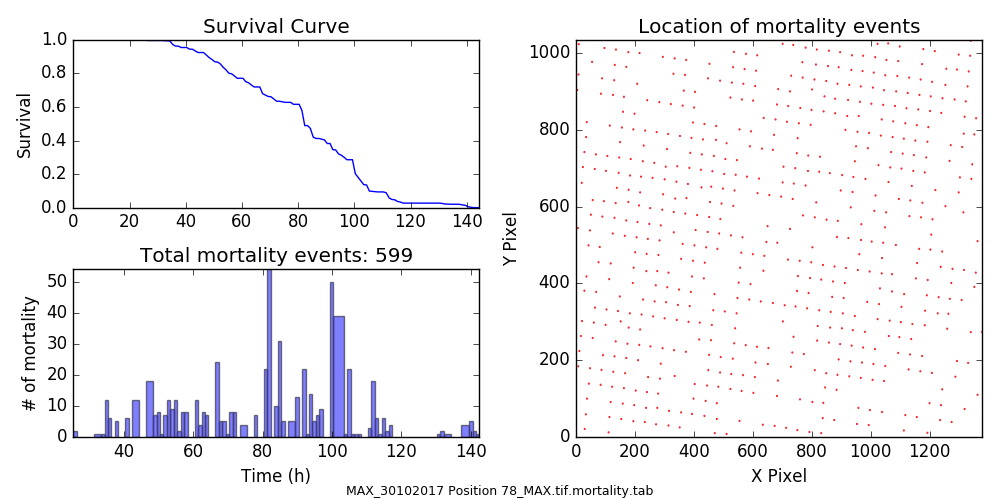 Survival Curve
1.0
0.8
0.6
0.4
0.2
0.0
Survival
0 20 40 60 80 100 120 140
Total mortality events: 599
50
40
30
20
10
0
# of mortality
40 60 80 100 120 140
Time (h)
Location of mortality events
1000
800
600
400
200
0
Y Pixel
0 200 400 600 800 1000 1200
X Pixel
MAX_30102017 Position 78_MAX.tif.mortality.tab